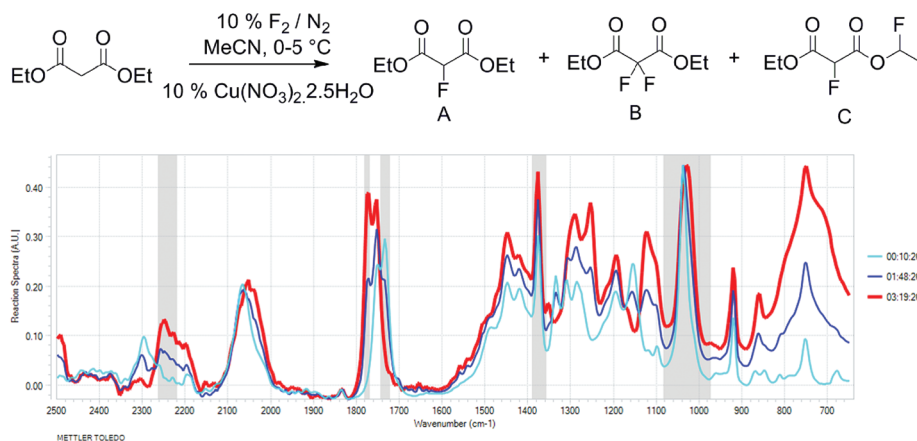 10 % F2 / N2
MeCN, 0-5 °C
10 % Cu(NO3)2.2.5H2O
O O
EtO OEt
O O
EtO OEt
F
A
+
O O
EtO OEt
F F
B
+
O O F
EtO O
F
C
Reaction Spectra [A.U.]
0.40
0.30
0.20
0.10
0.00
2500 2400 2300 2200 2100 2000 1900 1800 1700 1600 1500 1400 1300 1200 1100 1000 900 800 700
Wavenumber (cm-1)
00:10:20
01:48:20
03:19:2
METTLER TOLEDO